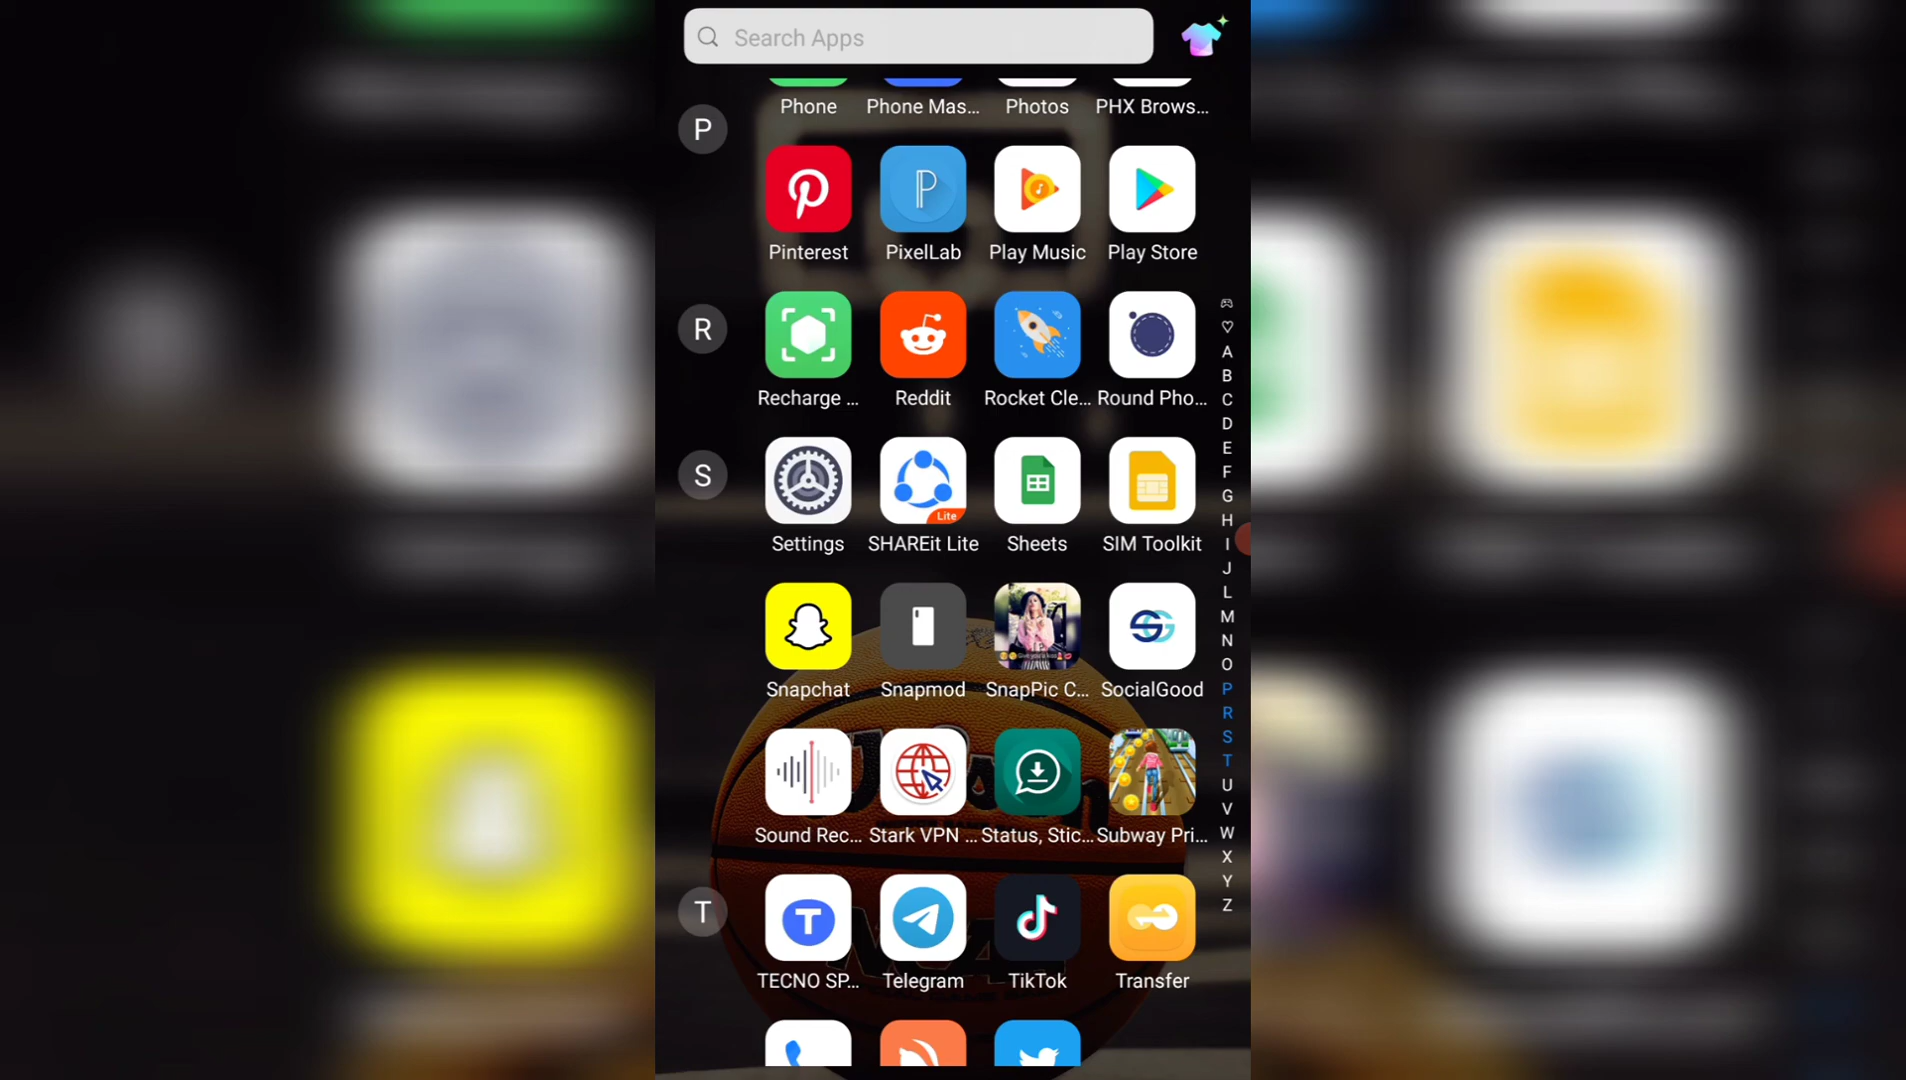 Search Apps
Phone Phone Mas... Photos PHX Brows...
P
Pinterest PixelLab Play Music Play Store
R
Recharge ... Reddit Rocket Cle... Round Pho...
S
Lite
Settings SHAREit Lite Sheets SIM Toolkit
Snapchat Snapmod SnapPic C... SocialGood
Sound Rec... Stark VPN ... Status, Stic... Subway Pri...
T
TECNO SP... Telegram TikTok Transfer
A
B
C
D
E
F
G
H
I
J
L
M
N
O
P
R
S
T
U
V
W
X
Y
Z